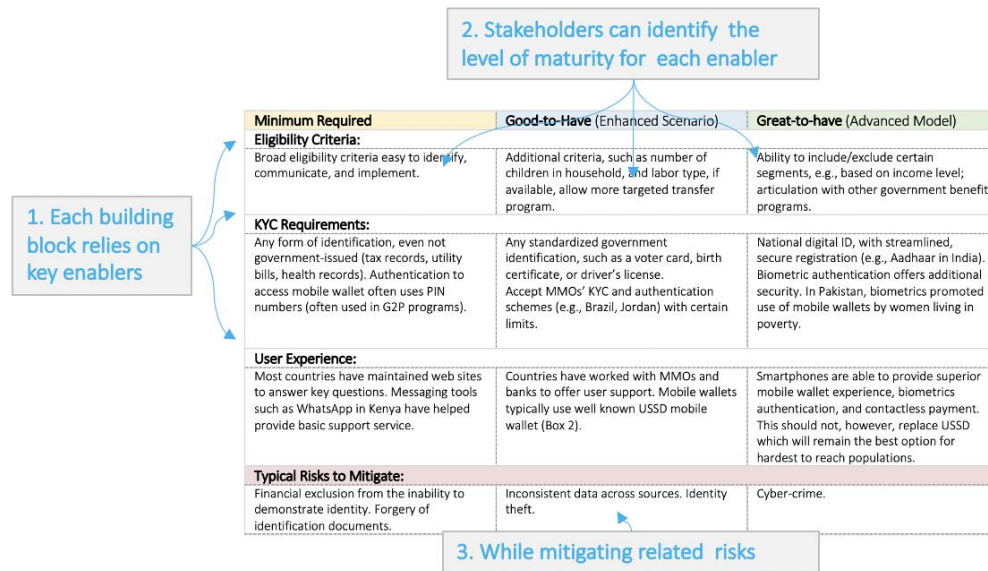 2. Stakeholders can identify the
level of maturity for each enabler
Minimum Required
Good-to-Have (Enhanced Scenario)
Great-to-have (Advanced Model)
Eligibility Criteria:
Broad eligibility criteria easy to identify,
communicate, and implement.
Additional criteria, such as number of
children in household, and labor type, if
available, allow more targeted transfer
program.
Ability to include/exclude certain
segments, e.g., based on income level;
articulation with other government benefit
programs.
1. Each building
block relies on
key enablers
KYC Requirements:
Any form of identification, even not
government-issued (tax records, utility
bills, health records). Authentication to
access mobile wallet often uses PIN
numbers (often used in G2P programs).
Any standardized government
identification, such as a voter card, birth
certificate, or driver's license.
Accept MMOs' KYC and authentication
schemes (e.g., Brazil, Jordan) with certain
limits.
National digital ID, with streamlined,
secure registration (e.g., Aadhaar in India).
Biometric authentication offers additional
security. In Pakistan, biometrics promoted
use of mobile wallets by women living in
poverty.
User Experience:
Most countries have maintained web sites
to answer key questions. Messaging tools
such as WhatsApp in Kenya have helped
provide basic support service.
Countries have worked with MMOs and
banks to offer user support. Mobile wallets
typically use well known USSD mobile
wallet (Box 2).
Smartphones are able to provide superior
mobile wallet experience, biometrics
authentication, and contactless payment.
This should not, however, replace USSD
which will remain the best option for
hardest to reach populations.
Typical Risks to Mitigate:
Financial exclusion from the inability to
demonstrate identity. Forgery of
identification documents.
Inconsistent data across sources. Identity
theft.
Cyber-crime.
3. While mitigating related risks